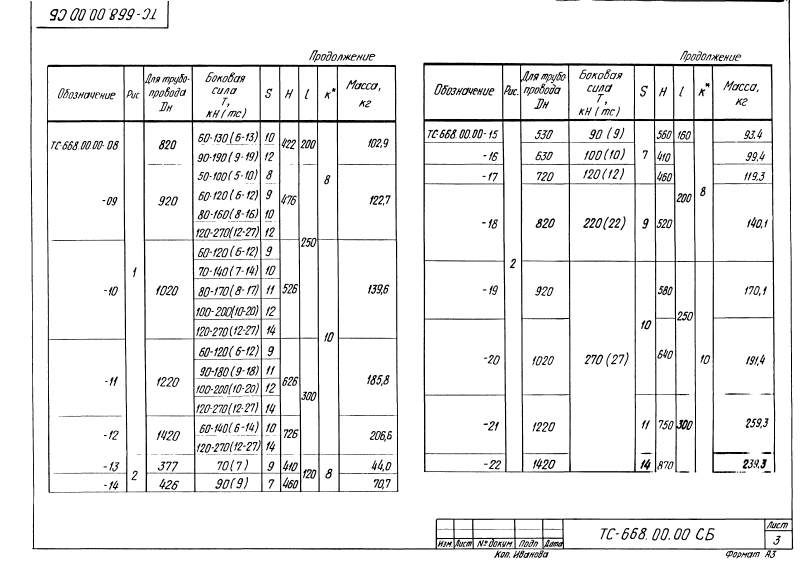 ТС-668.00.00 СБ
Продолжение
Обозначение Рис Для трубопровода Dн Боковая сила Т, кН (тс) S H l к* Масса, кг
ТС-668.00.00-08 1 820 60-130(6-13) 10 422 200 8 102,9
90-190(9-19) 12
-09 920 50-100(5-10) 8 476 250 122,7
60-120(6-12) 9
80-160(8-16) 10
120-270(12-27) 12
-10 1020 60-120(6-12) 9 526 10 139,6
70-140(7-14) 10
80-170(8-17) 11
100-200(10-20) 12
120-270(12-27) 14
-11 1220 60-120(6-12) 9 626 300 185,8
90-180(9-18) 11
100-200(10-20) 12
120-270(12-27) 14
-12 1420 60-140(6-14) 10 726 206,6
120-270(12-27) 14
-13 2 377 70(7) 9 410 120 8 44,0
-14 426 90(9) 7 460 70,7
Продолжение
Обозначение Рис. Для трубопровода Dн Боковая сила Т, кН (тс) S H l к* Масса, кг
ТС-668.00.00-15 2 530 90(9) 7 560 160 8 93.4
-16 630 100(10) 410 200 99,4
-17 720 120(12) 460 119,3
-18 820 220(22) 9 520 140,1
-19 920 270(27) 10 580 250 10 170,1
-20 1020 640 191,4
-21 1220 11 750 300 259,3
-22 1420 14 870 239,3
ТС-668.00.00 СБ
Лист
3
Изм. Лист № докум. Подп Дата
Коп. Иванова
Формат А3